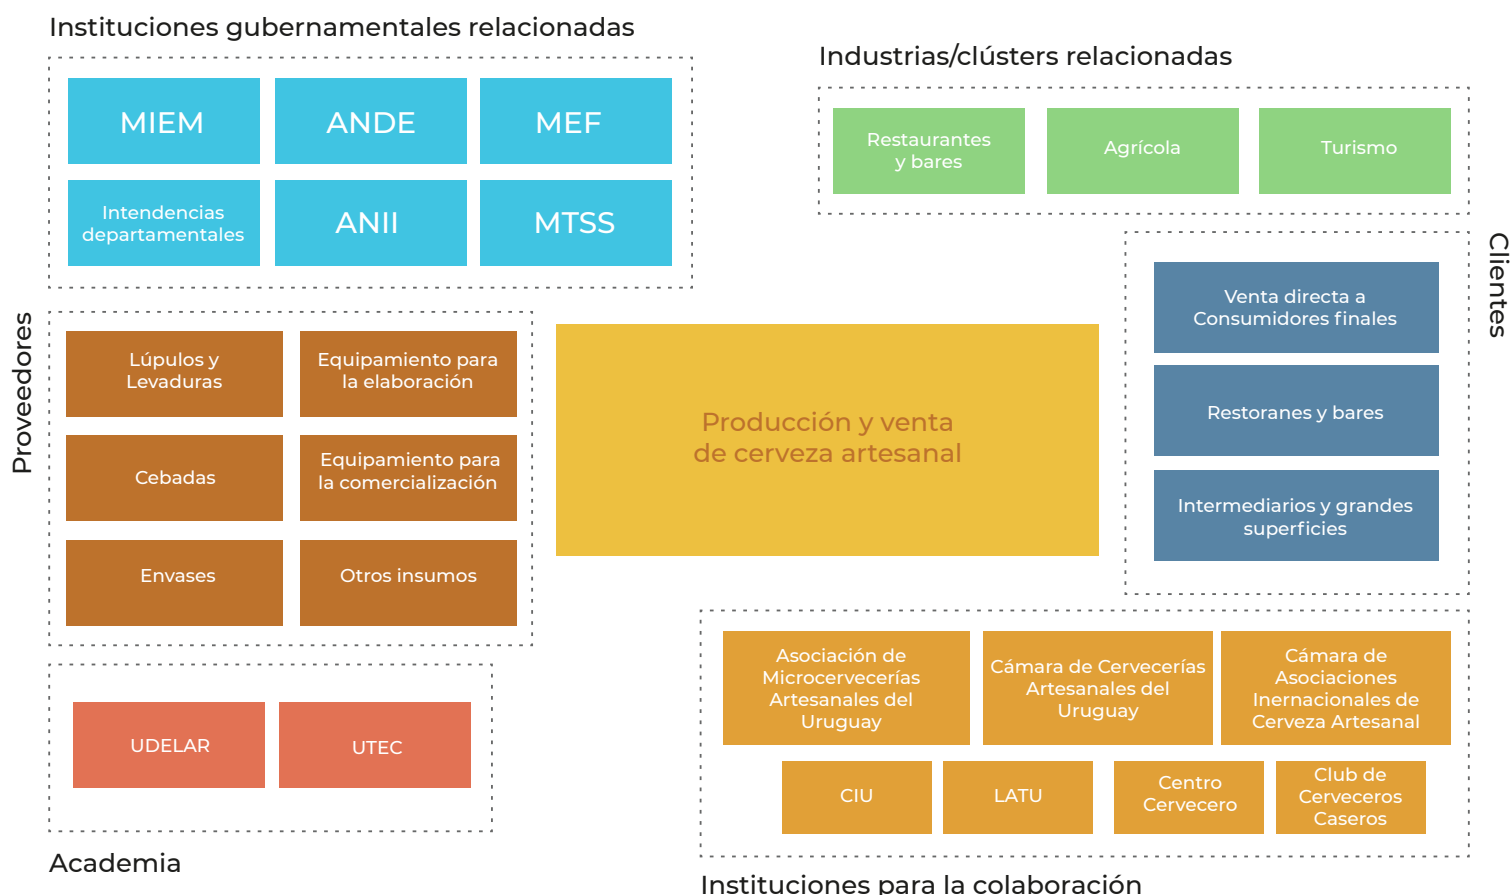 Instituciones gubernamentales relacionadas
MIEM
ANDE
MEF
Intendencias
departamentales
ANII
MTSS
Industrias/clústers relacionadas
Restaurantes
y bares
Agrícola
Turismo
Proveedores
Lúpulos y
Levaduras
Equipamiento para
la elaboración
Cebadas
Equipamiento para
la comercialización
Envases
Otros insumos
Producción y venta
de cerveza artesanal
Clientes
Venta directa a
Consumidores finales
Restoranes y bares
Intermediarios y grandes
superficies
UDELAR
UTEC
Academia
Asociación de
Microcervecerías
Artesanales del
Uruguay
Cámara de Cervecerías
Artesanales del
Uruguay
Cámara de
Asociaciones
Inernacionales de
Cerveza Artesanal
CIU
LATU
Centro
Cervecero
Club de
Cerveceros
Caseros
Instituciones para la colaboración